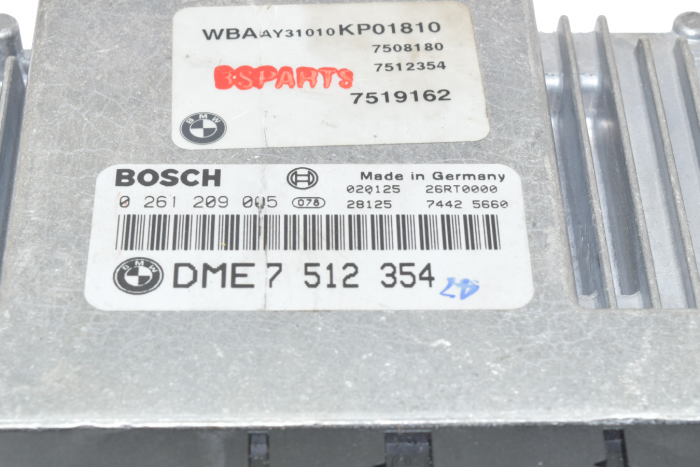 WBAAY31010KP01810
7508180
7512354
BSPARTS
7519162
BMW
BOSCH Made in Germany
0 261 209 005 078 020125 26RT0000
28125 7442 5660
BMW DME 7 512 354 47